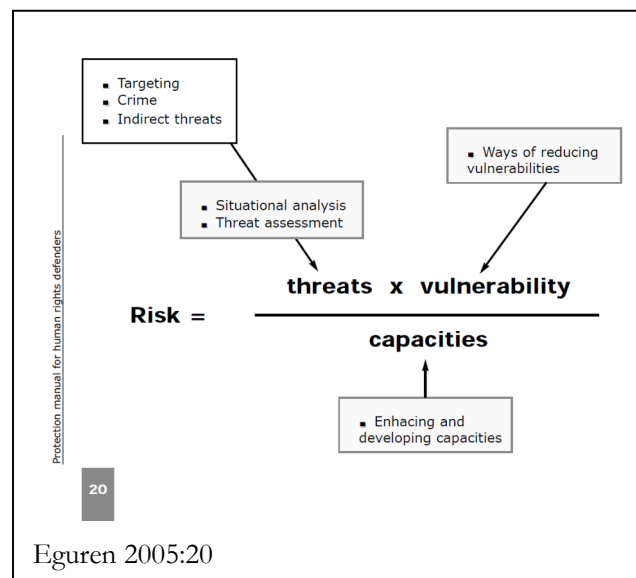 ▪ Targeting
▪ Crime
▪ Indirect threats
▪ Ways of reducing
vulnerabilities
▪ Situational analysis
▪ Threat assessment
threats x vulnerability
Risk =
capacities
▪ Enhacing and
developing capacities
Protection manual for human rights defenders
20
Eguren 2005:20